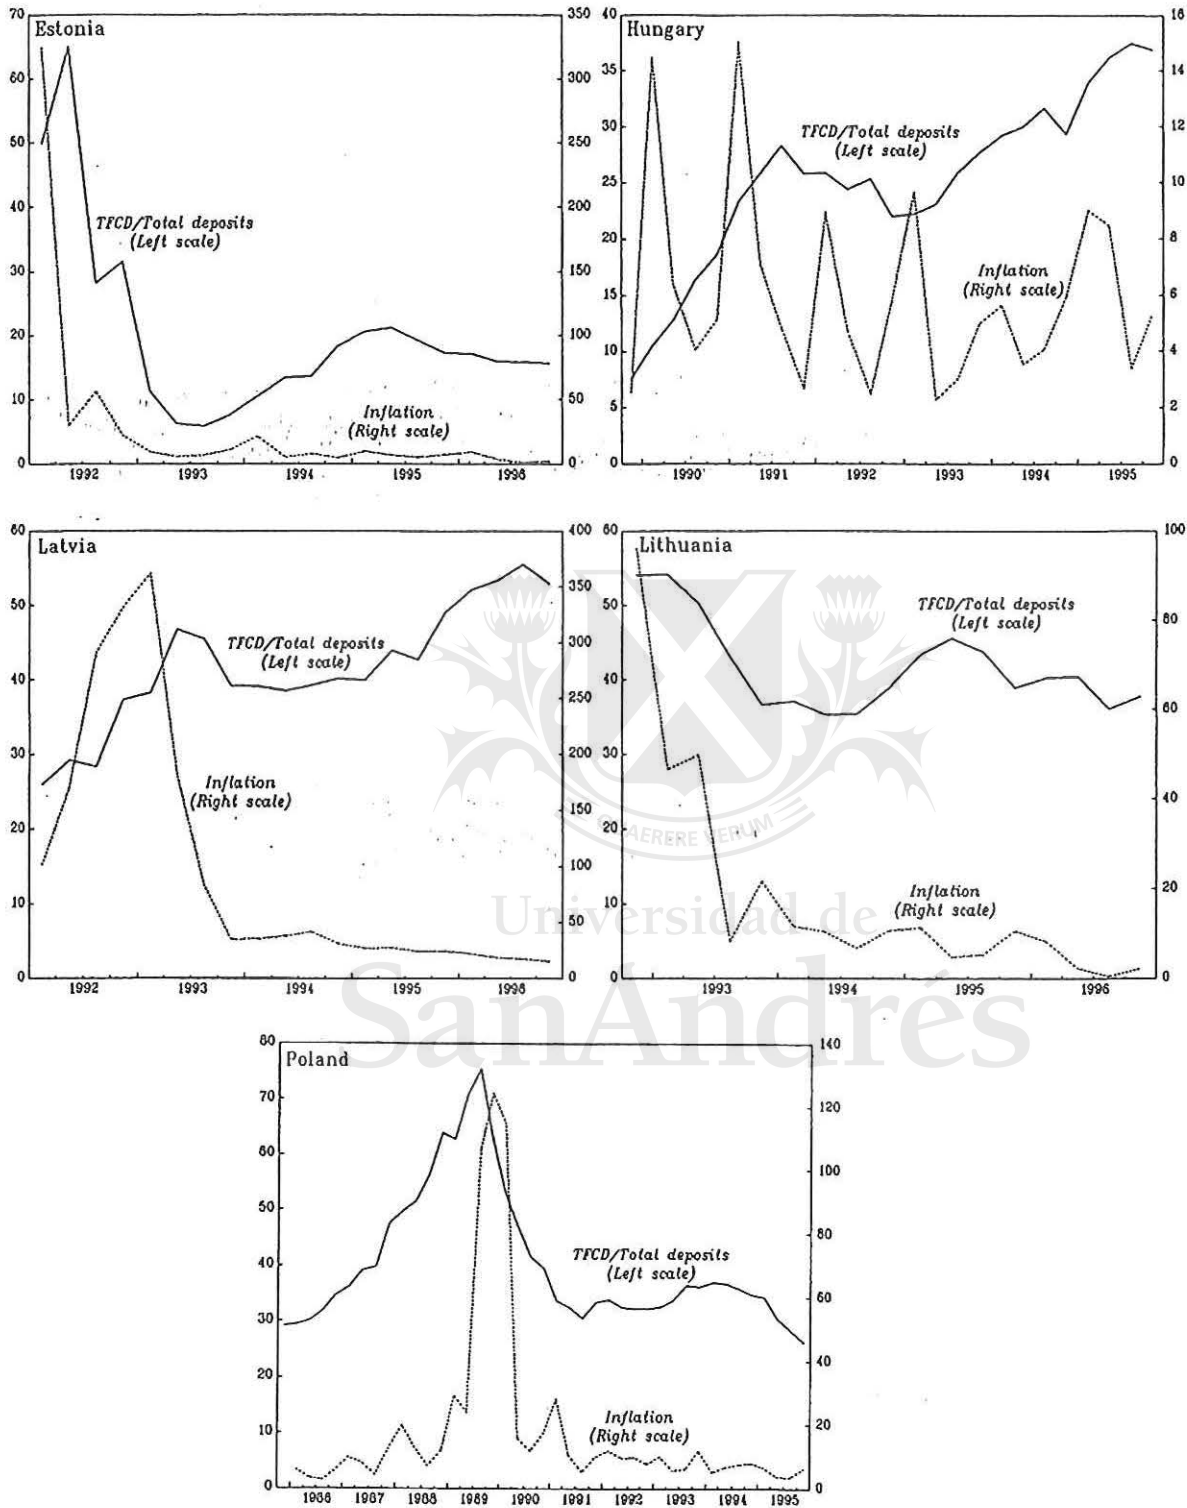 Estonia
70
60
50
40
30
20
10
0
TFCD/Total deposits
(Left scale)
Inflation
(Right scale)
350
300
250
200
150
100
50
0
1992 1993 1994 1995 1996
Hungary
40
35
30
25
20
15
10
5
0
TFCD/Total deposits
(Left scale)
Inflation
(Right scale)
18
14
12
10
8
6
4
2
0
1990 1991 1992 1993 1994 1995
Latvia
60
50
40
30
20
10
0
TFCD/Total deposits
(Left scale)
Inflation
(Right scale)
400
350
300
250
200
150
100
50
0
1992 1993 1994 1995 1996
Lithuania
60
50
40
30
20
10
0
TFCD/Total deposits
(Left scale)
Inflation
(Right scale)
100
80
60
40
20
0
1993 1994 1995 1996
QUAERERE VERUM
Universidad de
SanAndrés
Poland
80
70
60
50
40
30
20
10
0
TFCD/Total deposits
(Left scale)
Inflation
(Right scale)
140
120
100
80
60
40
20
0
1986 1987 1988 1989 1990 1991 1992 1993 1994 1995